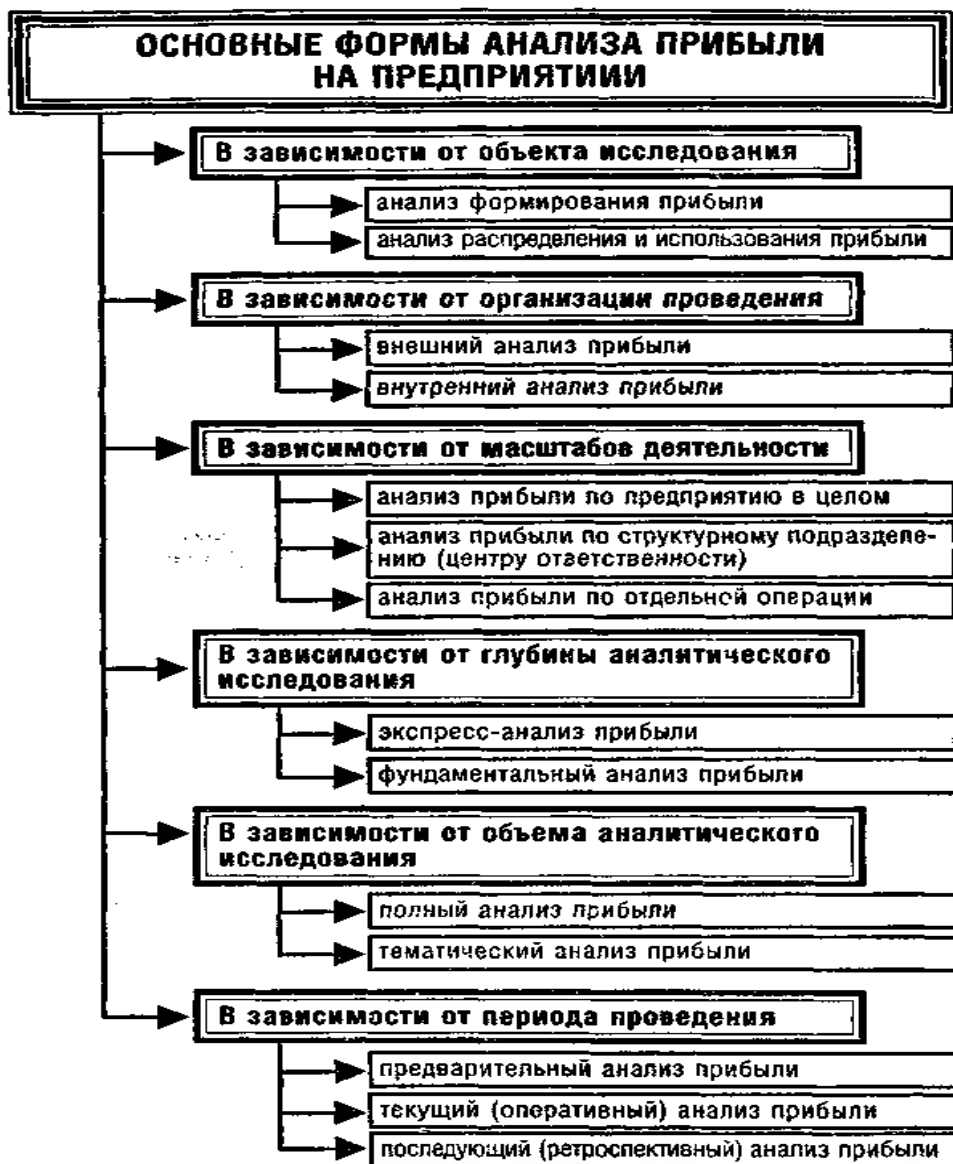 ОСНОВНЫЕ ФОРМЫ АНАЛИЗА ПРИБЫЛИ
НА ПРЕДПРИЯТИИИ
В зависимости от объекта исследования
анализ формирования прибыли
анализ распределения и использования прибыли
В зависимости от организации проведения
внешний анализ прибыли
внутренний анализ прибыли
В зависимости от масштабов деятельности
анализ прибыли по предприятию в целом
анализ прибыли по структурному подразделе-
нию (центру ответственности)
анализ прибыли по отдельной операции
В зависимости от глубины аналитического
исследования
экспресс-анализ прибыли
фундаментальный анализ прибыли
В зависимости от объема аналитического
исследования
полный анализ прибыли
тематический анализ прибыли
В зависимости от периода проведения
предварительный анализ прибыли
текущий (оперативный) анализ прибыли
последующий (ретроспективный) анализ прибыли